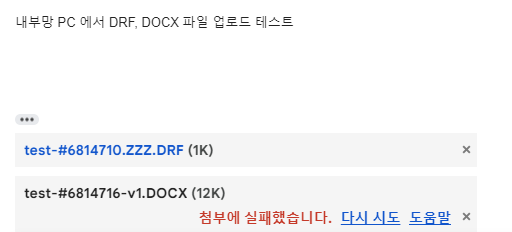 내부망 PC 에서 DRF, DOCX 파일 업로드 테스트
test-#6814710.ZZZ.DRF (1K)
test-#6814716-v1.DOCX (12K)
첨부에 실패했습니다. 다시 시도 도움말